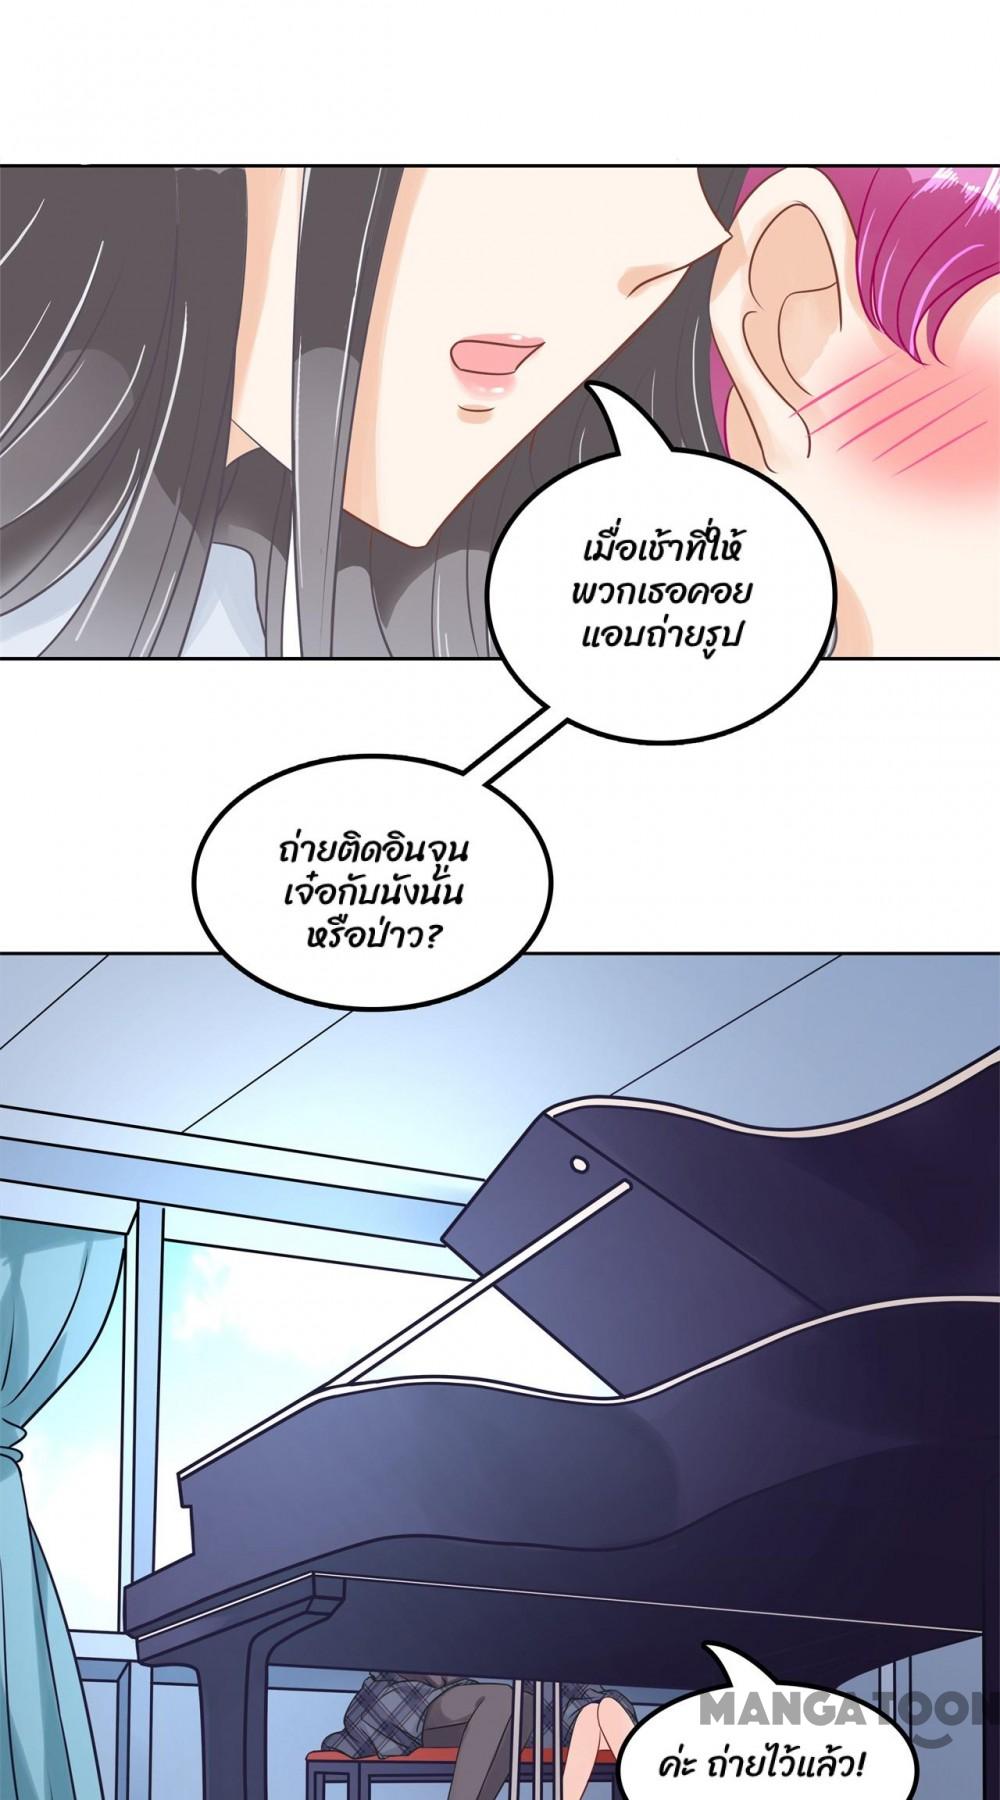 เมื่อเช้าที่ให้
พวกเธอคอย
แอบถ่ายรูป
ถ่ายติดอินจุน
เจ๋อกับนังนั่น
หรือป่าว?
MANGATOON
ค่ะ ถ่ายไว้แล้ว!